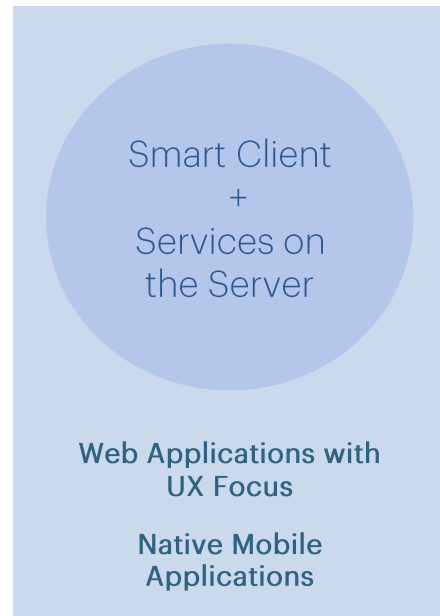 Smart Client
+
Services on
the Server
Web Applications with
UX Focus
Native Mobile
Applications